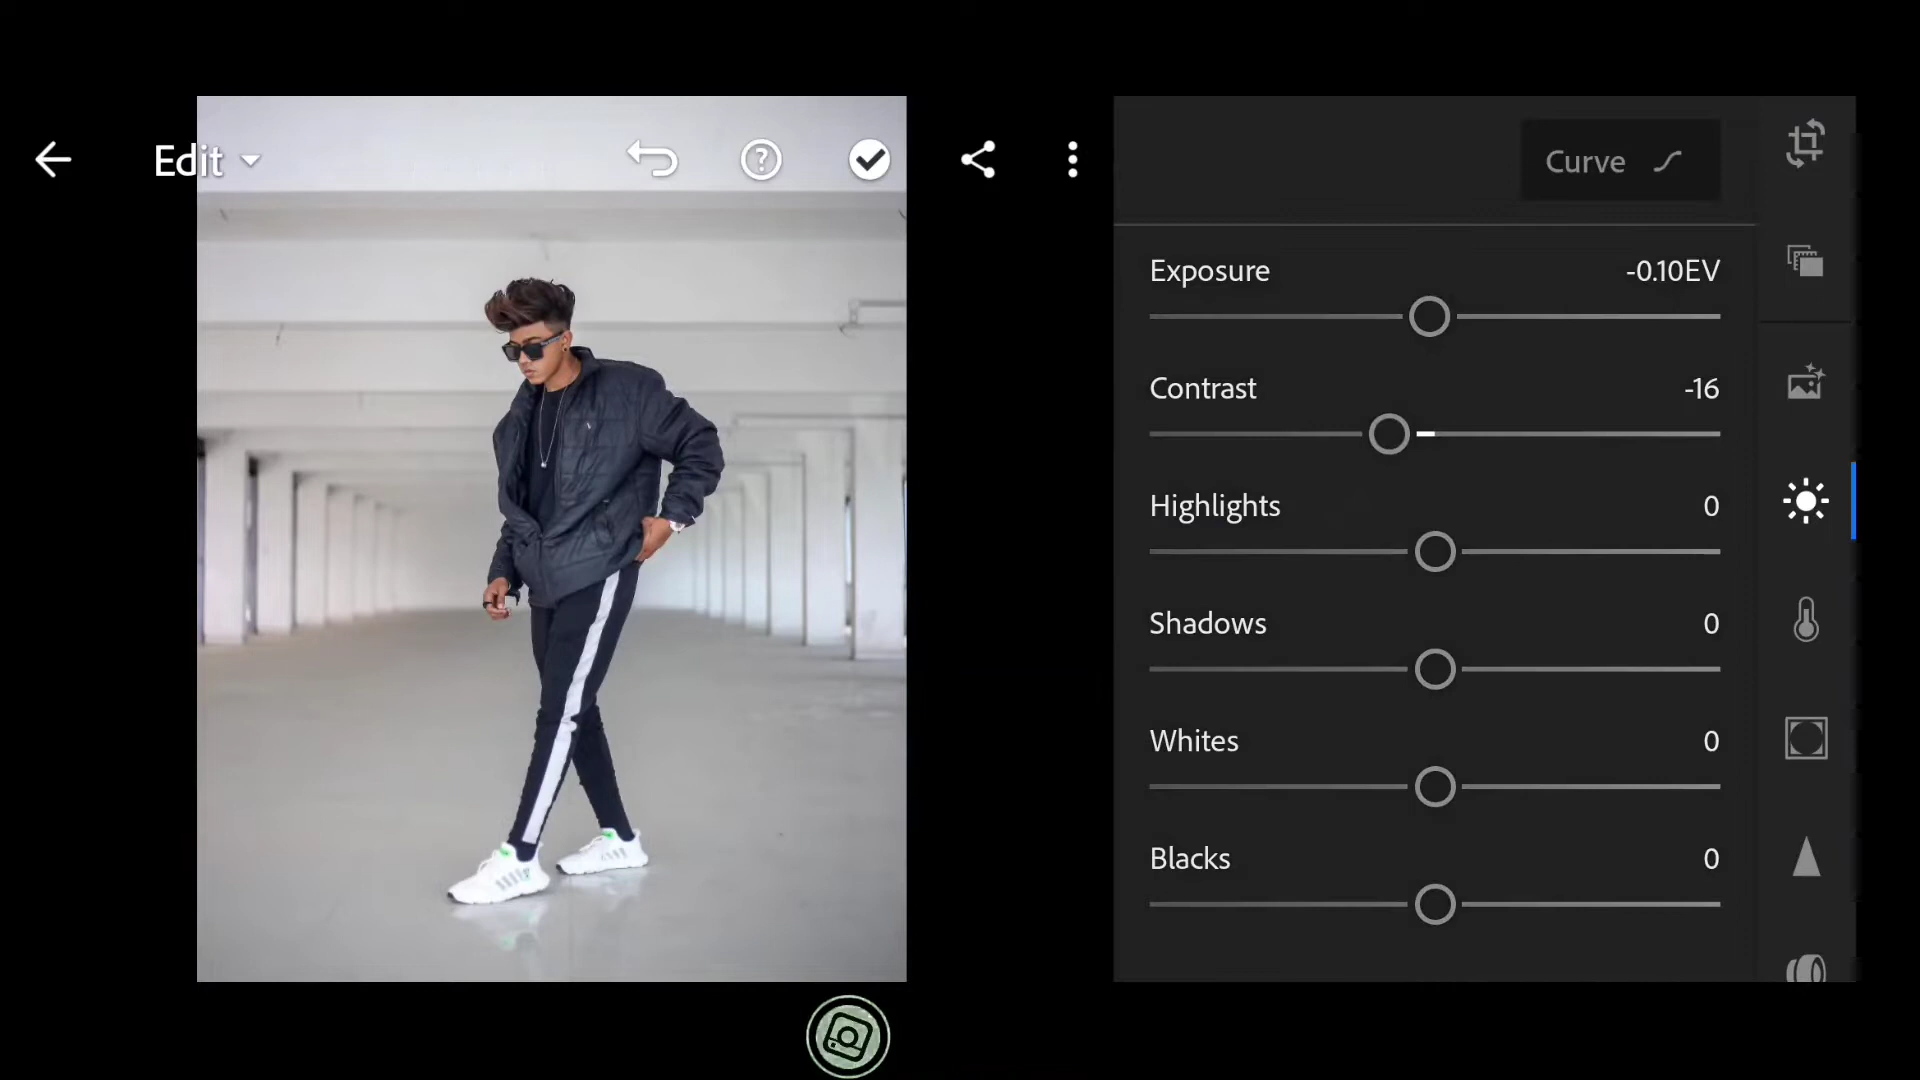 Edit
Curve
Exposure -0.10EV
Contrast -16
Highlights 0
Shadows 0
Whites 0
Blacks 0